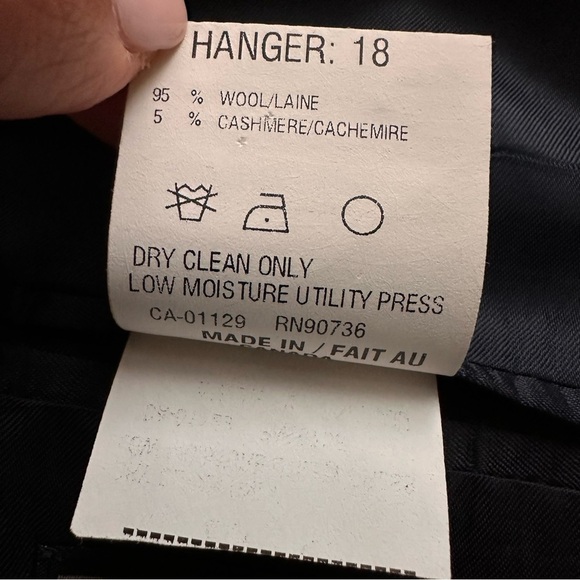 HANGER: 18
95 % WOOL/LAINE
5 % CASHMERE/CACHEMIRE
DRY CLEAN ONLY
LOW MOISTURE UTILITY PRESS
CA-01129 RN90736
MADE IN / FAIT AU
CANADA